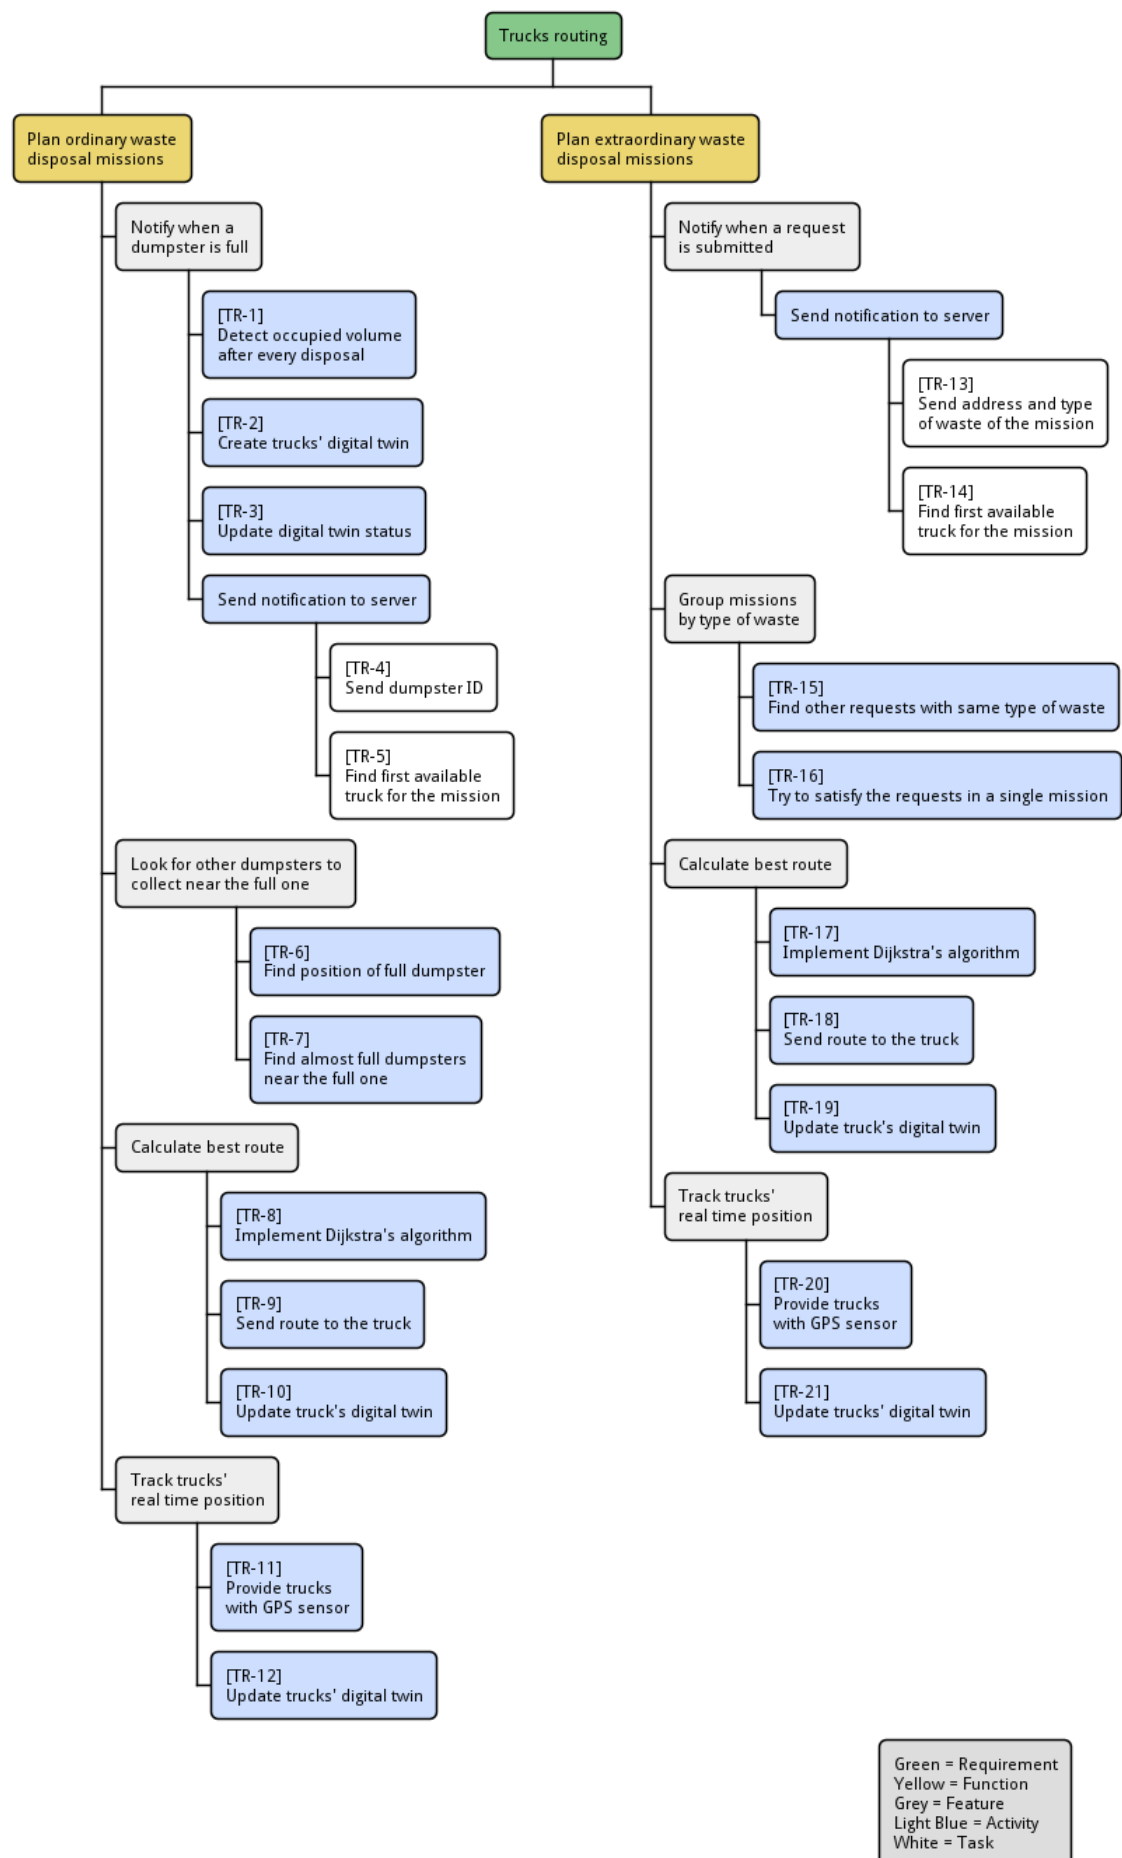 Trucks routing
Plan ordinary waste
disposal missions
Notify when a
dumpster is full
[TR-1]
Detect occupied volume
after every disposal
[TR-2]
Create trucks' digital twin
[TR-3]
Update digital twin status
Send notification to server
[TR-4]
Send dumpster ID
[TR-5]
Find first available
truck for the mission
Look for other dumpsters to
collect near the full one
[TR-6]
Find position of full dumpster
[TR-7]
Find almost full dumpsters
near the full one
Calculate best route
[TR-8]
Implement Dijkstra's algorithm
[TR-9]
Send route to the truck
[TR-10]
Update truck's digital twin
Track trucks'
real time position
[TR-11]
Provide trucks
with GPS sensor
[TR-12]
Update trucks' digital twin
Plan extraordinary waste
disposal missions
Notify when a request
is submitted
Send notification to server
[TR-13]
Send address and type
of waste of the mission
[TR-14]
Find first available
truck for the mission
Group missions
by type of waste
[TR-15]
Find other requests with same type of waste
[TR-16]
Try to satisfy the requests in a single mission
Calculate best route
[TR-17]
Implement Dijkstra's algorithm
[TR-18]
Send route to the truck
[TR-19]
Update truck's digital twin
Track trucks'
real time position
[TR-20]
Provide trucks
with GPS sensor
[TR-21]
Update trucks' digital twin
Green = Requirement
Yellow = Function
Grey = Feature
Light Blue = Activity
White = Task